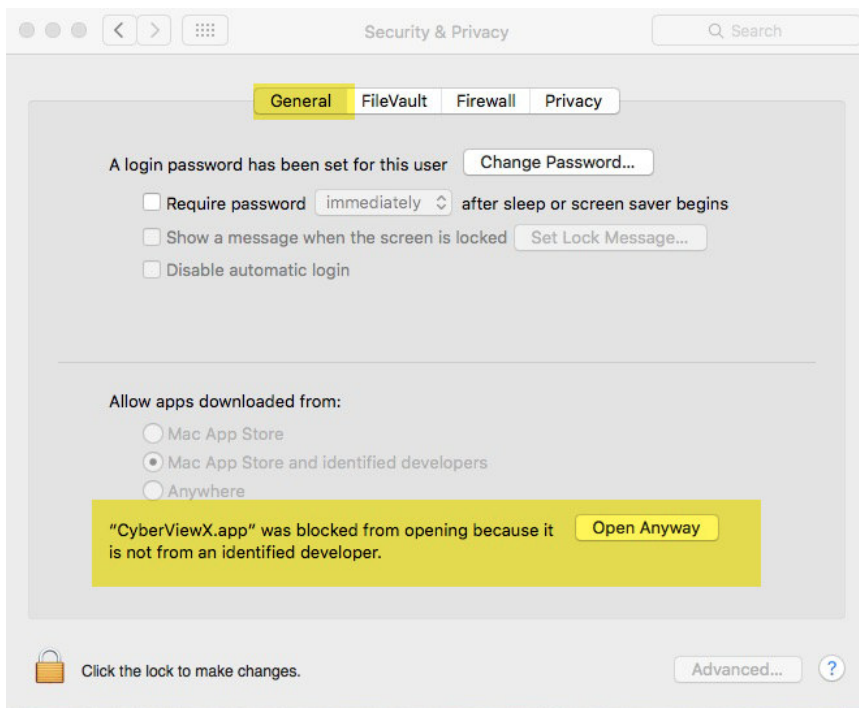 Security & Privacy
Search
General FileVault Firewall Privacy
A login password has been set for this user Change Password...
Require password immediately after sleep or screen saver begins
Show a message when the screen is locked Set Lock Message...
Disable automatic login
Allow apps downloaded from:
Mac App Store
Mac App Store and identified developers
Anywhere
“CyberViewX.app” was blocked from opening because it Open Anyway
is not from an identified developer.
Click the lock to make changes. Advanced... ?